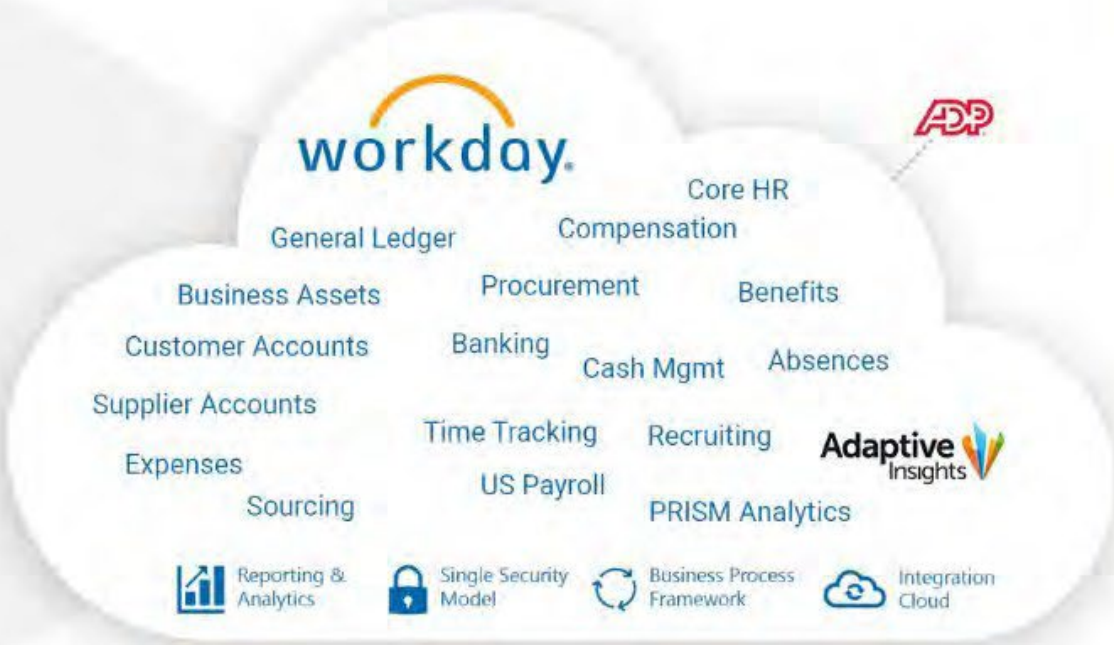 workday.
ADP
Core HR
General Ledger
Compensation
Business Assets
Procurement
Benefits
Customer Accounts
Banking
Cash Mgmt
Absences
Supplier Accounts
Time Tracking
Recruiting
Adaptive
Insights
Expenses
US Payroll
Sourcing
PRISM Analytics
Reporting &
Analytics
Single Security
Model
Business Process
Framework
Integration
Cloud